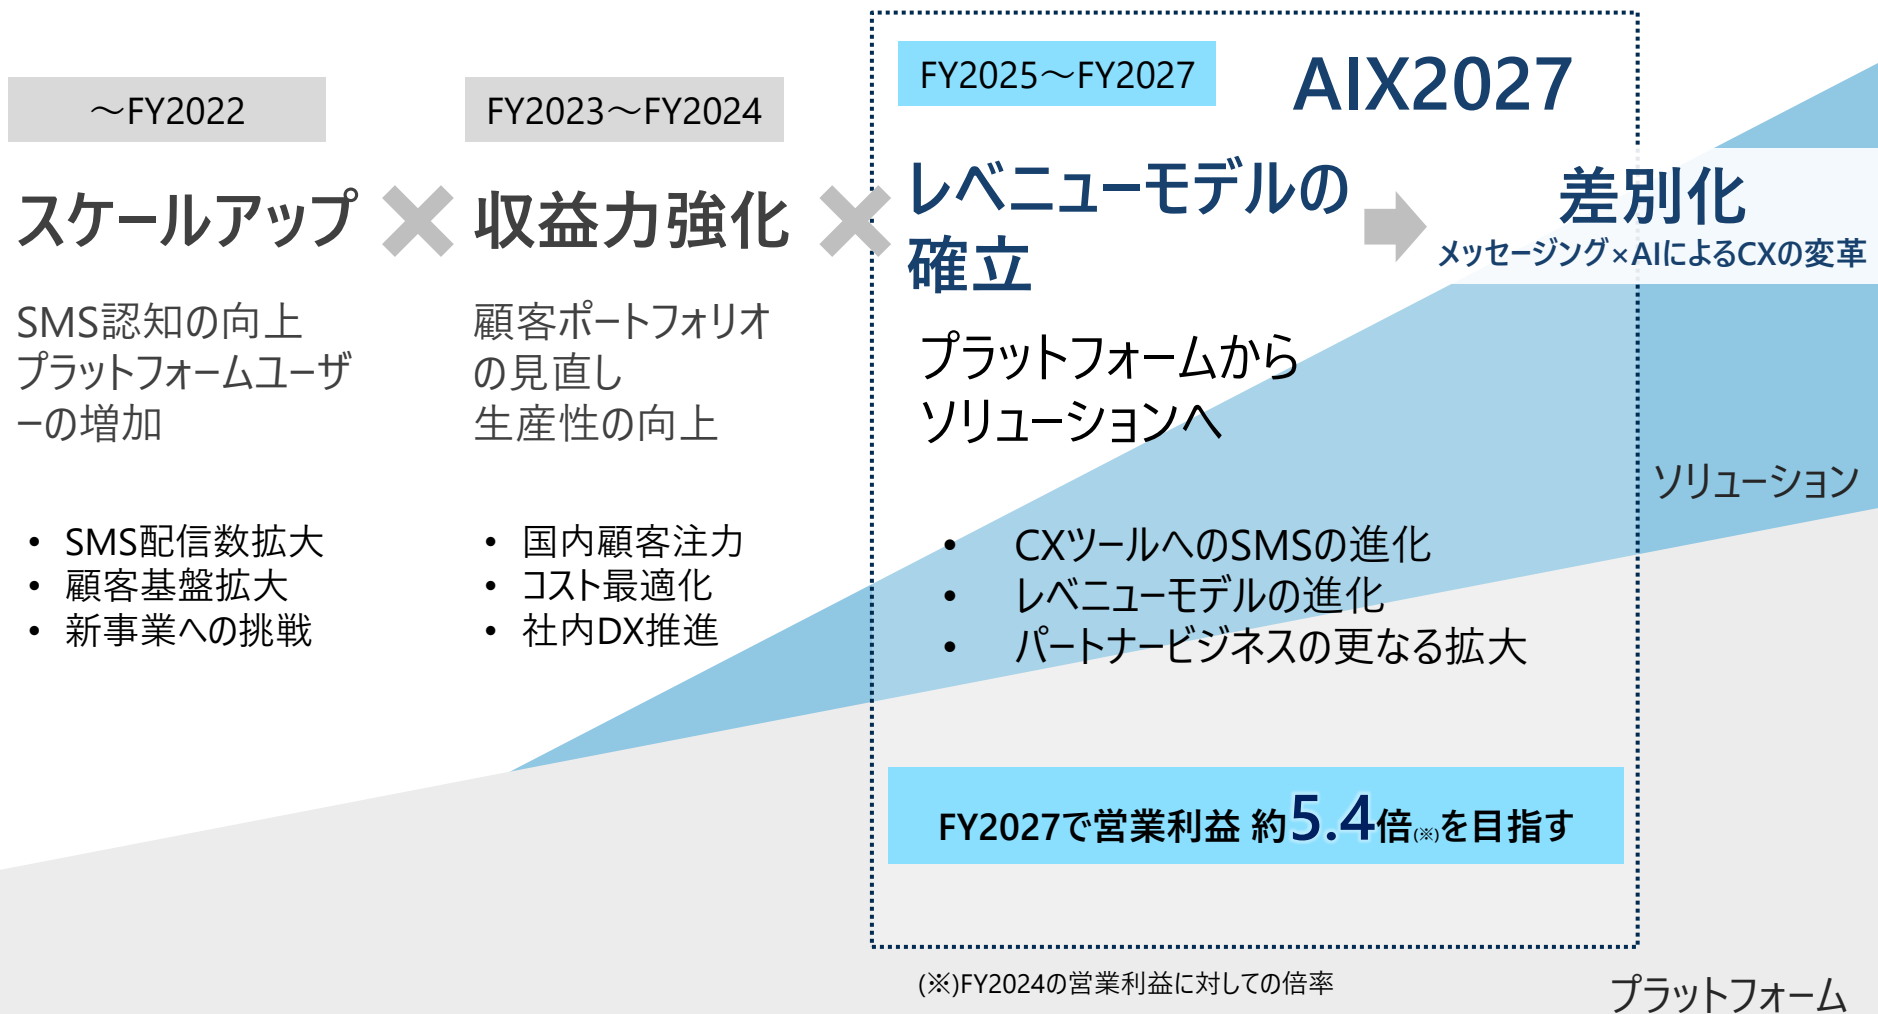 ～FY2022
スケールアップ
SMS認知の向上
プラットフォームユーザ
ーの増加
• SMS配信数拡大
• 顧客基盤拡大
• 新事業への挑戦
FY2023～FY2024
収益力強化
顧客ポートフォリオ
の見直し
生産性の向上
• 国内顧客注力
• コスト最適化
• 社内DX推進
FY2025～FY2027
AIX2027
レベニューモデルの
確立
プラットフォームから
ソリューションへ
• CXツールへのSMSの進化
• レベニューモデルの進化
• パートナービジネスの更なる拡大
FY2027で営業利益 約5.4倍(※)を目指す
差別化
メッセージング×AIによるCXの変革
ソリューション
(※)FY2024の営業利益に対しての倍率
プラットフォーム